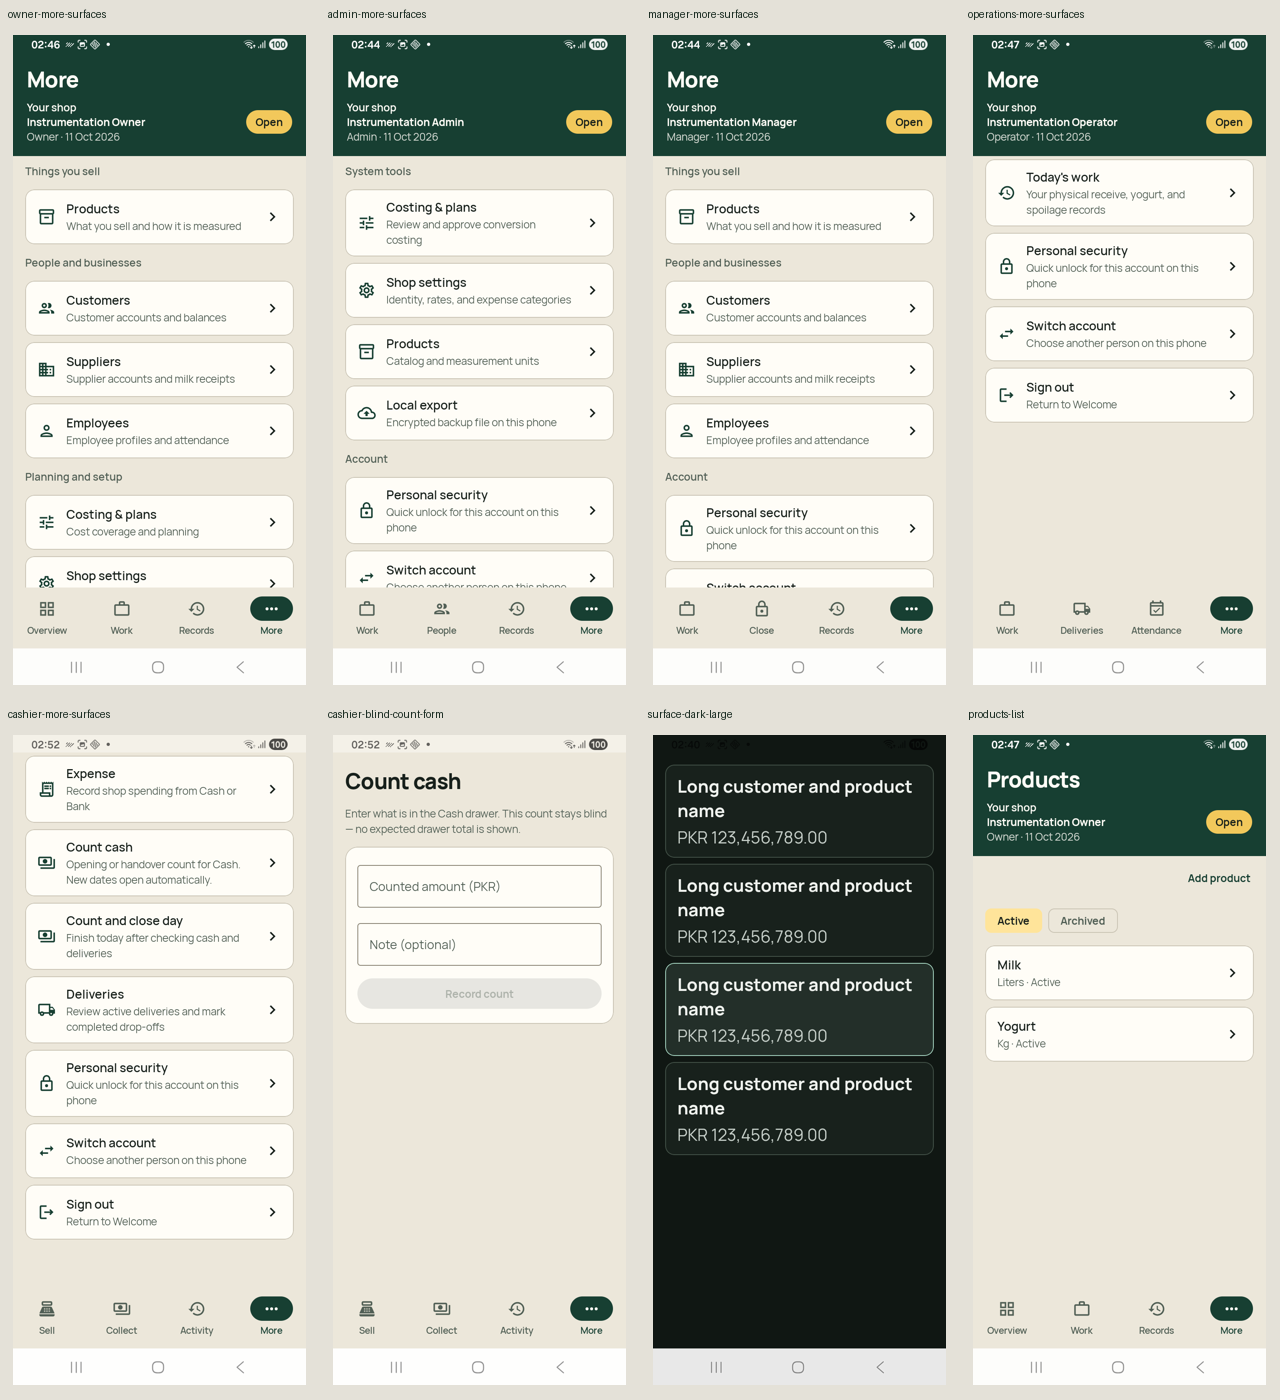 owner-more-surfaces
02:46
100
More
Your shop
Instrumentation Owner
Owner · 11 Oct 2026
Open
Things you sell
Products
What you sell and how it is measured
People and businesses
Customers
Customer accounts and balances
Suppliers
Supplier accounts and milk receipts
Employees
Employee profiles and attendance
Planning and setup
Costing & plans
Cost coverage and planning
Shop settings
Overview
Work
Records
More
admin-more-surfaces
02:44
100
More
Your shop
Instrumentation Admin
Admin · 11 Oct 2026
Open
System tools
Costing & plans
Review and approve conversion
costing
Shop settings
Identity, rates, and expense categories
Products
Catalog and measurement units
Local export
Encrypted backup file on this phone
Account
Personal security
Quick unlock for this account on this
phone
Switch account
Choose another person on this phone
Work
People
Records
More
manager-more-surfaces
02:44
100
More
Your shop
Instrumentation Manager
Manager · 11 Oct 2026
Open
Things you sell
Products
What you sell and how it is measured
People and businesses
Customers
Customer accounts and balances
Suppliers
Supplier accounts and milk receipts
Employees
Employee profiles and attendance
Account
Personal security
Quick unlock for this account on this
phone
Switch account
Work
Close
Records
More
operations-more-surfaces
02:47
100
More
Your shop
Instrumentation Operator
Operator · 11 Oct 2026
Open
Today's work
Your physical receive, yogurt, and
spoilage records
Personal security
Quick unlock for this account on this
phone
Switch account
Choose another person on this phone
Sign out
Return to Welcome
Work
Deliveries
Attendance
More
cashier-more-surfaces
02:52
100
Expense
Record shop spending from Cash or
Bank
Count cash
Opening or handover count for Cash.
New dates open automatically.
Count and close day
Finish today after checking cash and
deliveries
Deliveries
Review active deliveries and mark
completed drop-offs
Personal security
Quick unlock for this account on this
phone
Switch account
Choose another person on this phone
Sign out
Return to Welcome
Sell
Collect
Activity
More
cashier-blind-count-form
02:52
100
Count cash
Enter what is in the Cash drawer. This count stays blind
— no expected drawer total is shown.
Counted amount (PKR)
Note (optional)
Record count
Sell
Collect
Activity
More
surface-dark-large
02:40
Long customer and product
name
PKR 123,456,789.00
Long customer and product
name
PKR 123,456,789.00
Long customer and product
name
PKR 123,456,789.00
Long customer and product
name
PKR 123,456,789.00
products-list
02:47
100
Products
Your shop
Instrumentation Owner
Owner · 11 Oct 2026
Open
Add product
Active
Archived
Milk
Liters · Active
Yogurt
Kg · Active
Overview
Work
Records
More